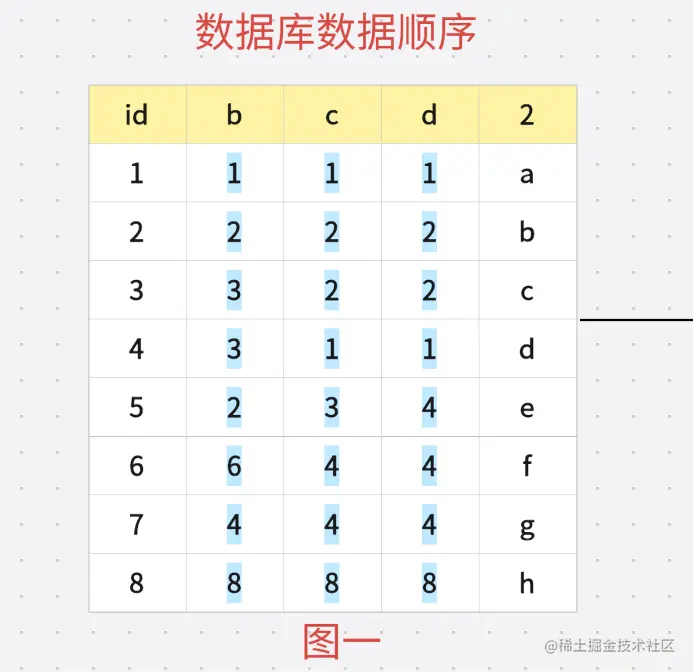 数据库数据顺序
id b c d 2
1 1 1 1 a
2 2 2 2 b
3 3 2 2 c
4 3 1 1 d
5 2 3 4 e
6 6 4 4 f
7 4 4 4 g
8 8 8 8 h
图一
@稀土掘金技术社区